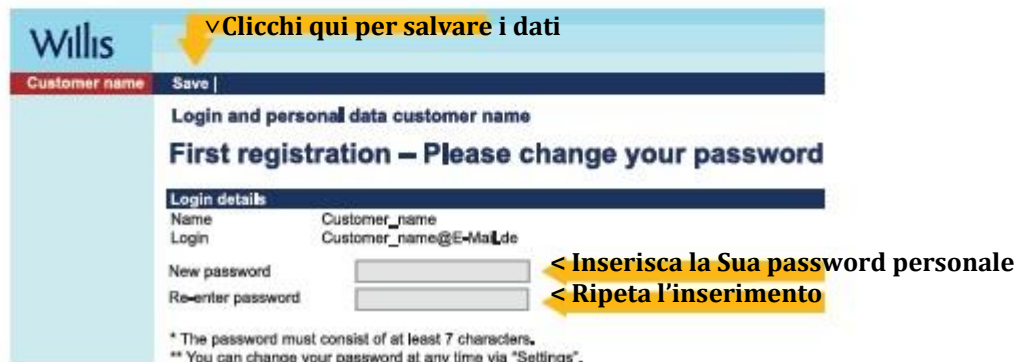 ˅Clicchi qui per salvare i dati
Willis
Customer name Save |
Login and personal data customer name
First registration – Please change your password
Login details
Name Customer_name
Login Customer_name@E-Mail.de
New password < Inserisca la Sua password personale
Re-enter password < Ripeta l’inserimento
* The password must consist of at least 7 characters.
** You can change your password at any time via "Settings".